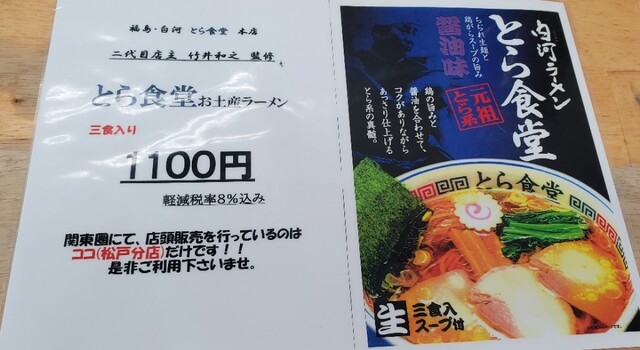 福島・白河 とら食堂 本店
二代目店主 竹井和之 監修
とら食堂お土産ラーメン
三食入り
1100円
軽減税率8％込み
関東圏にて、店頭販売を行っているのは
ココ(松戸分店)だけです！！
是非ご利用下さいませ。
白河ラーメン
とら食堂
元祖
とら系
ちぢれ生麺と
鶏がらスープの旨み
醤油味
鶏の旨みと
醤油を合わせて、
コクがありながら
あっさり仕上げる
とら系の真髄。
とら食堂
生
三食入
スープ付